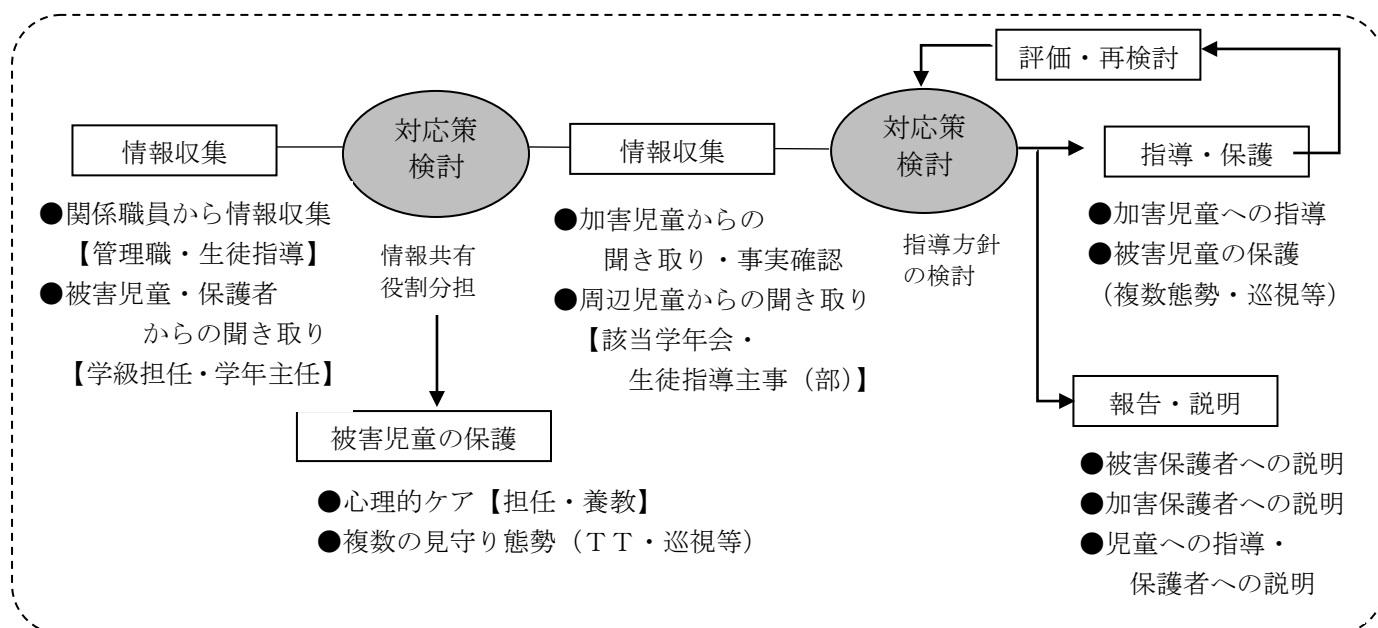 評価・再検討
対応策
検討
対応策
検討
情報収集
情報収集
指導・保護
●関係職員から情報収集
【管理職・生徒指導】
●被害児童・保護者
からの聞き取り
【学級担任・学年主任】
情報共有
役割分担
●加害児童からの
聞き取り・事実確認
●周辺児童からの聞き取り
【該当学年会・
生徒指導主事（部）】
指導方針
の検討
●加害児童への指導
●被害児童の保護
（複数態勢・巡視等）
被害児童の保護
●心理的ケア【担任・養教】
●複数の見守り態勢（ＴＴ・巡視等）
報告・説明
●被害保護者への説明
●加害保護者への説明
●児童への指導・
保護者への説明